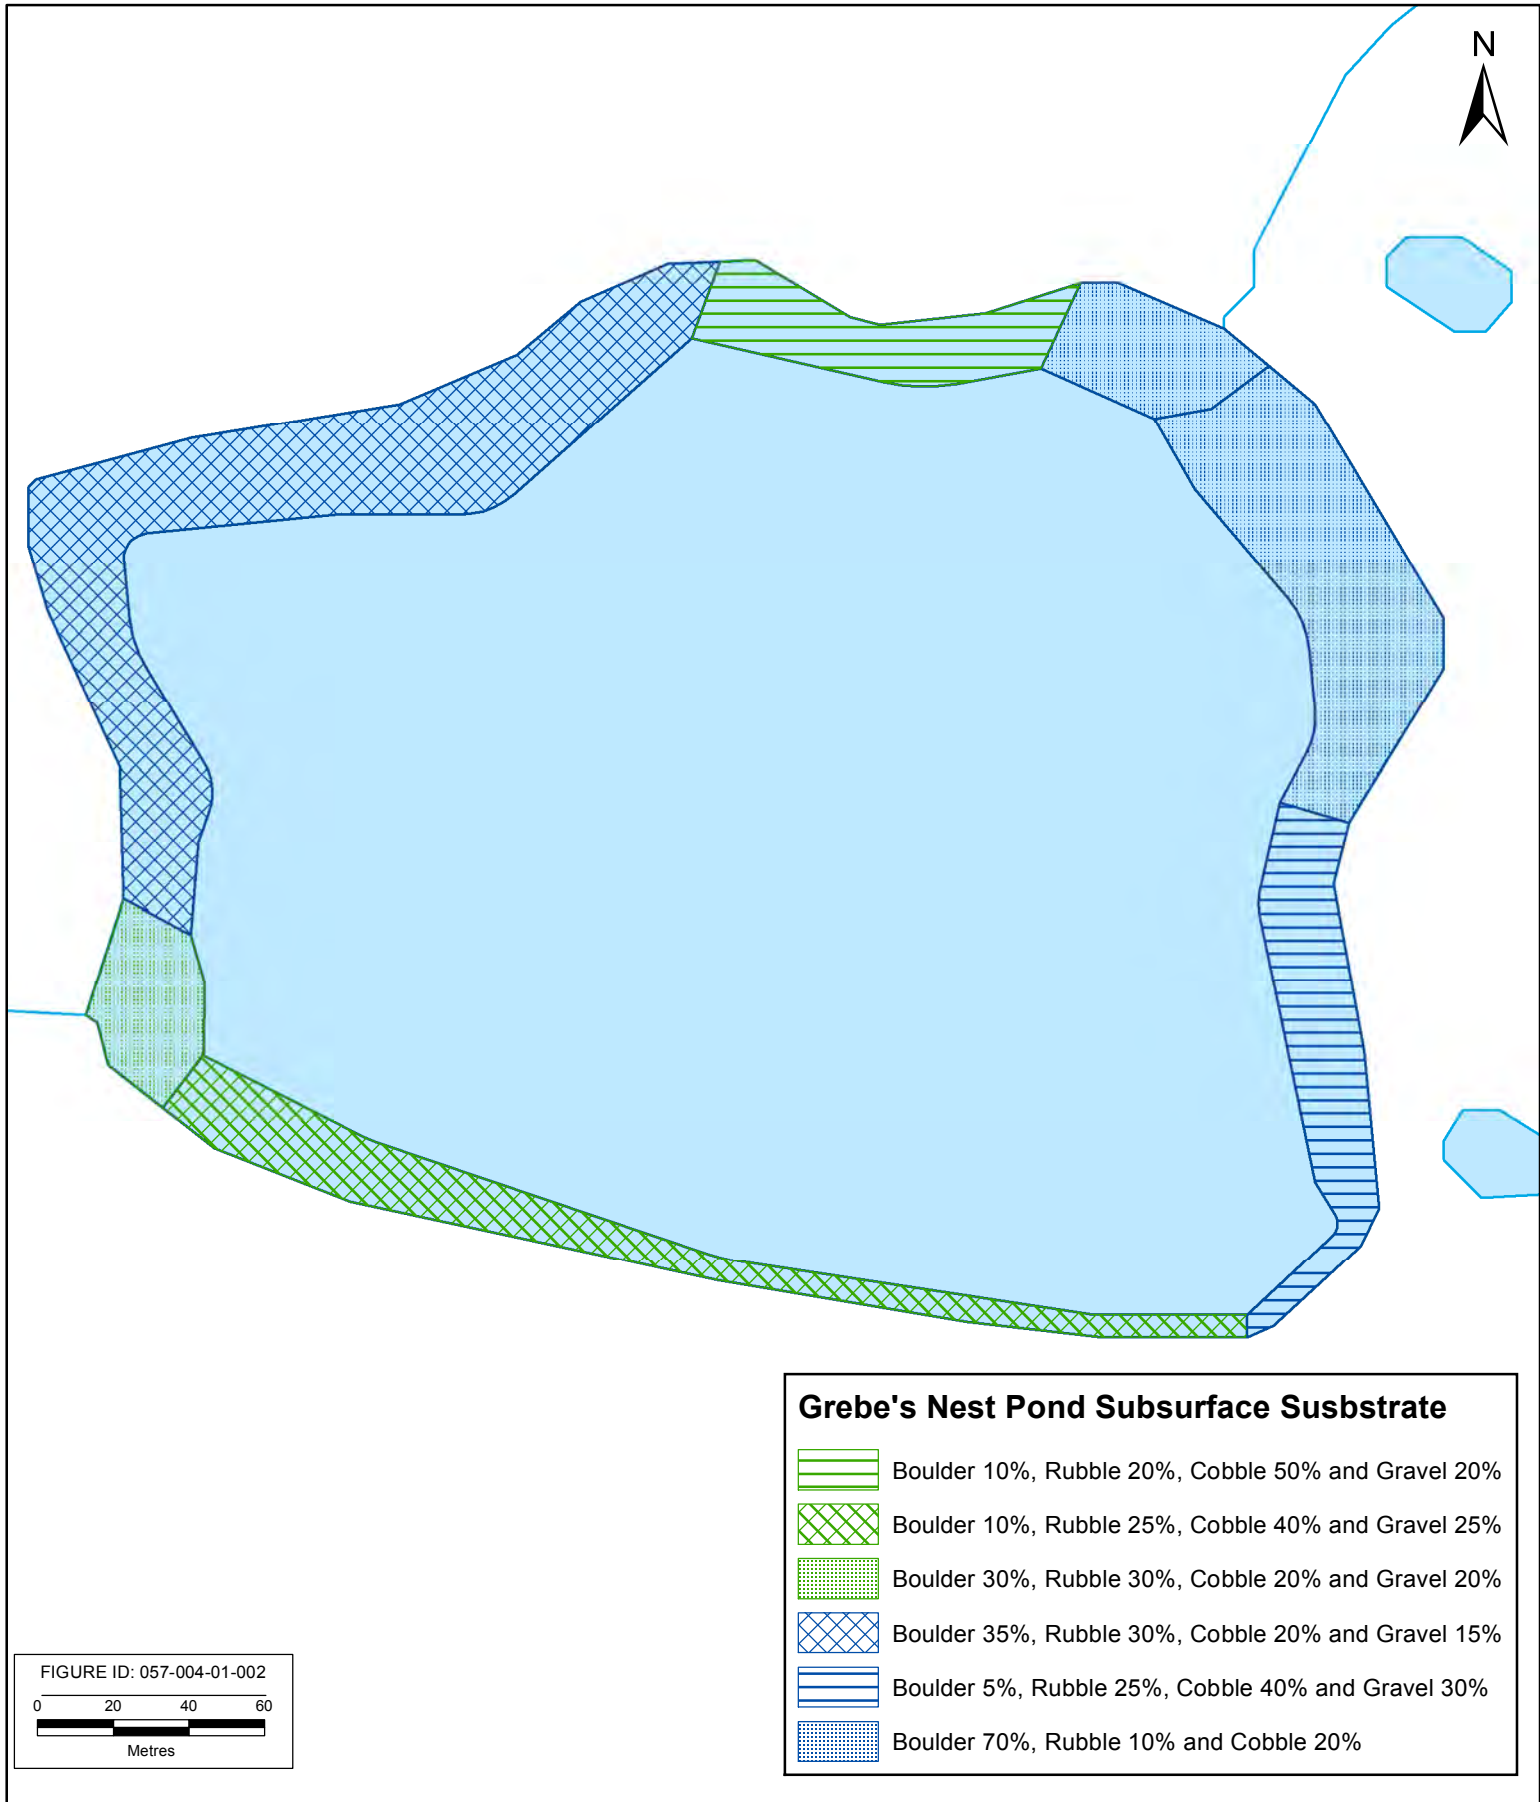 N
Grebe's Nest Pond Subsurface Susbstrate
Boulder 10%, Rubble 20%, Cobble 50% and Gravel 20%
Boulder 10%, Rubble 25%, Cobble 40% and Gravel 25%
Boulder 30%, Rubble 30%, Cobble 20% and Gravel 20%
Boulder 35%, Rubble 30%, Cobble 20% and Gravel 15%
Boulder 5%, Rubble 25%, Cobble 40% and Gravel 30%
Boulder 70%, Rubble 10% and Cobble 20%
FIGURE ID: 057-004-01-002
0 20 40 60
Metres